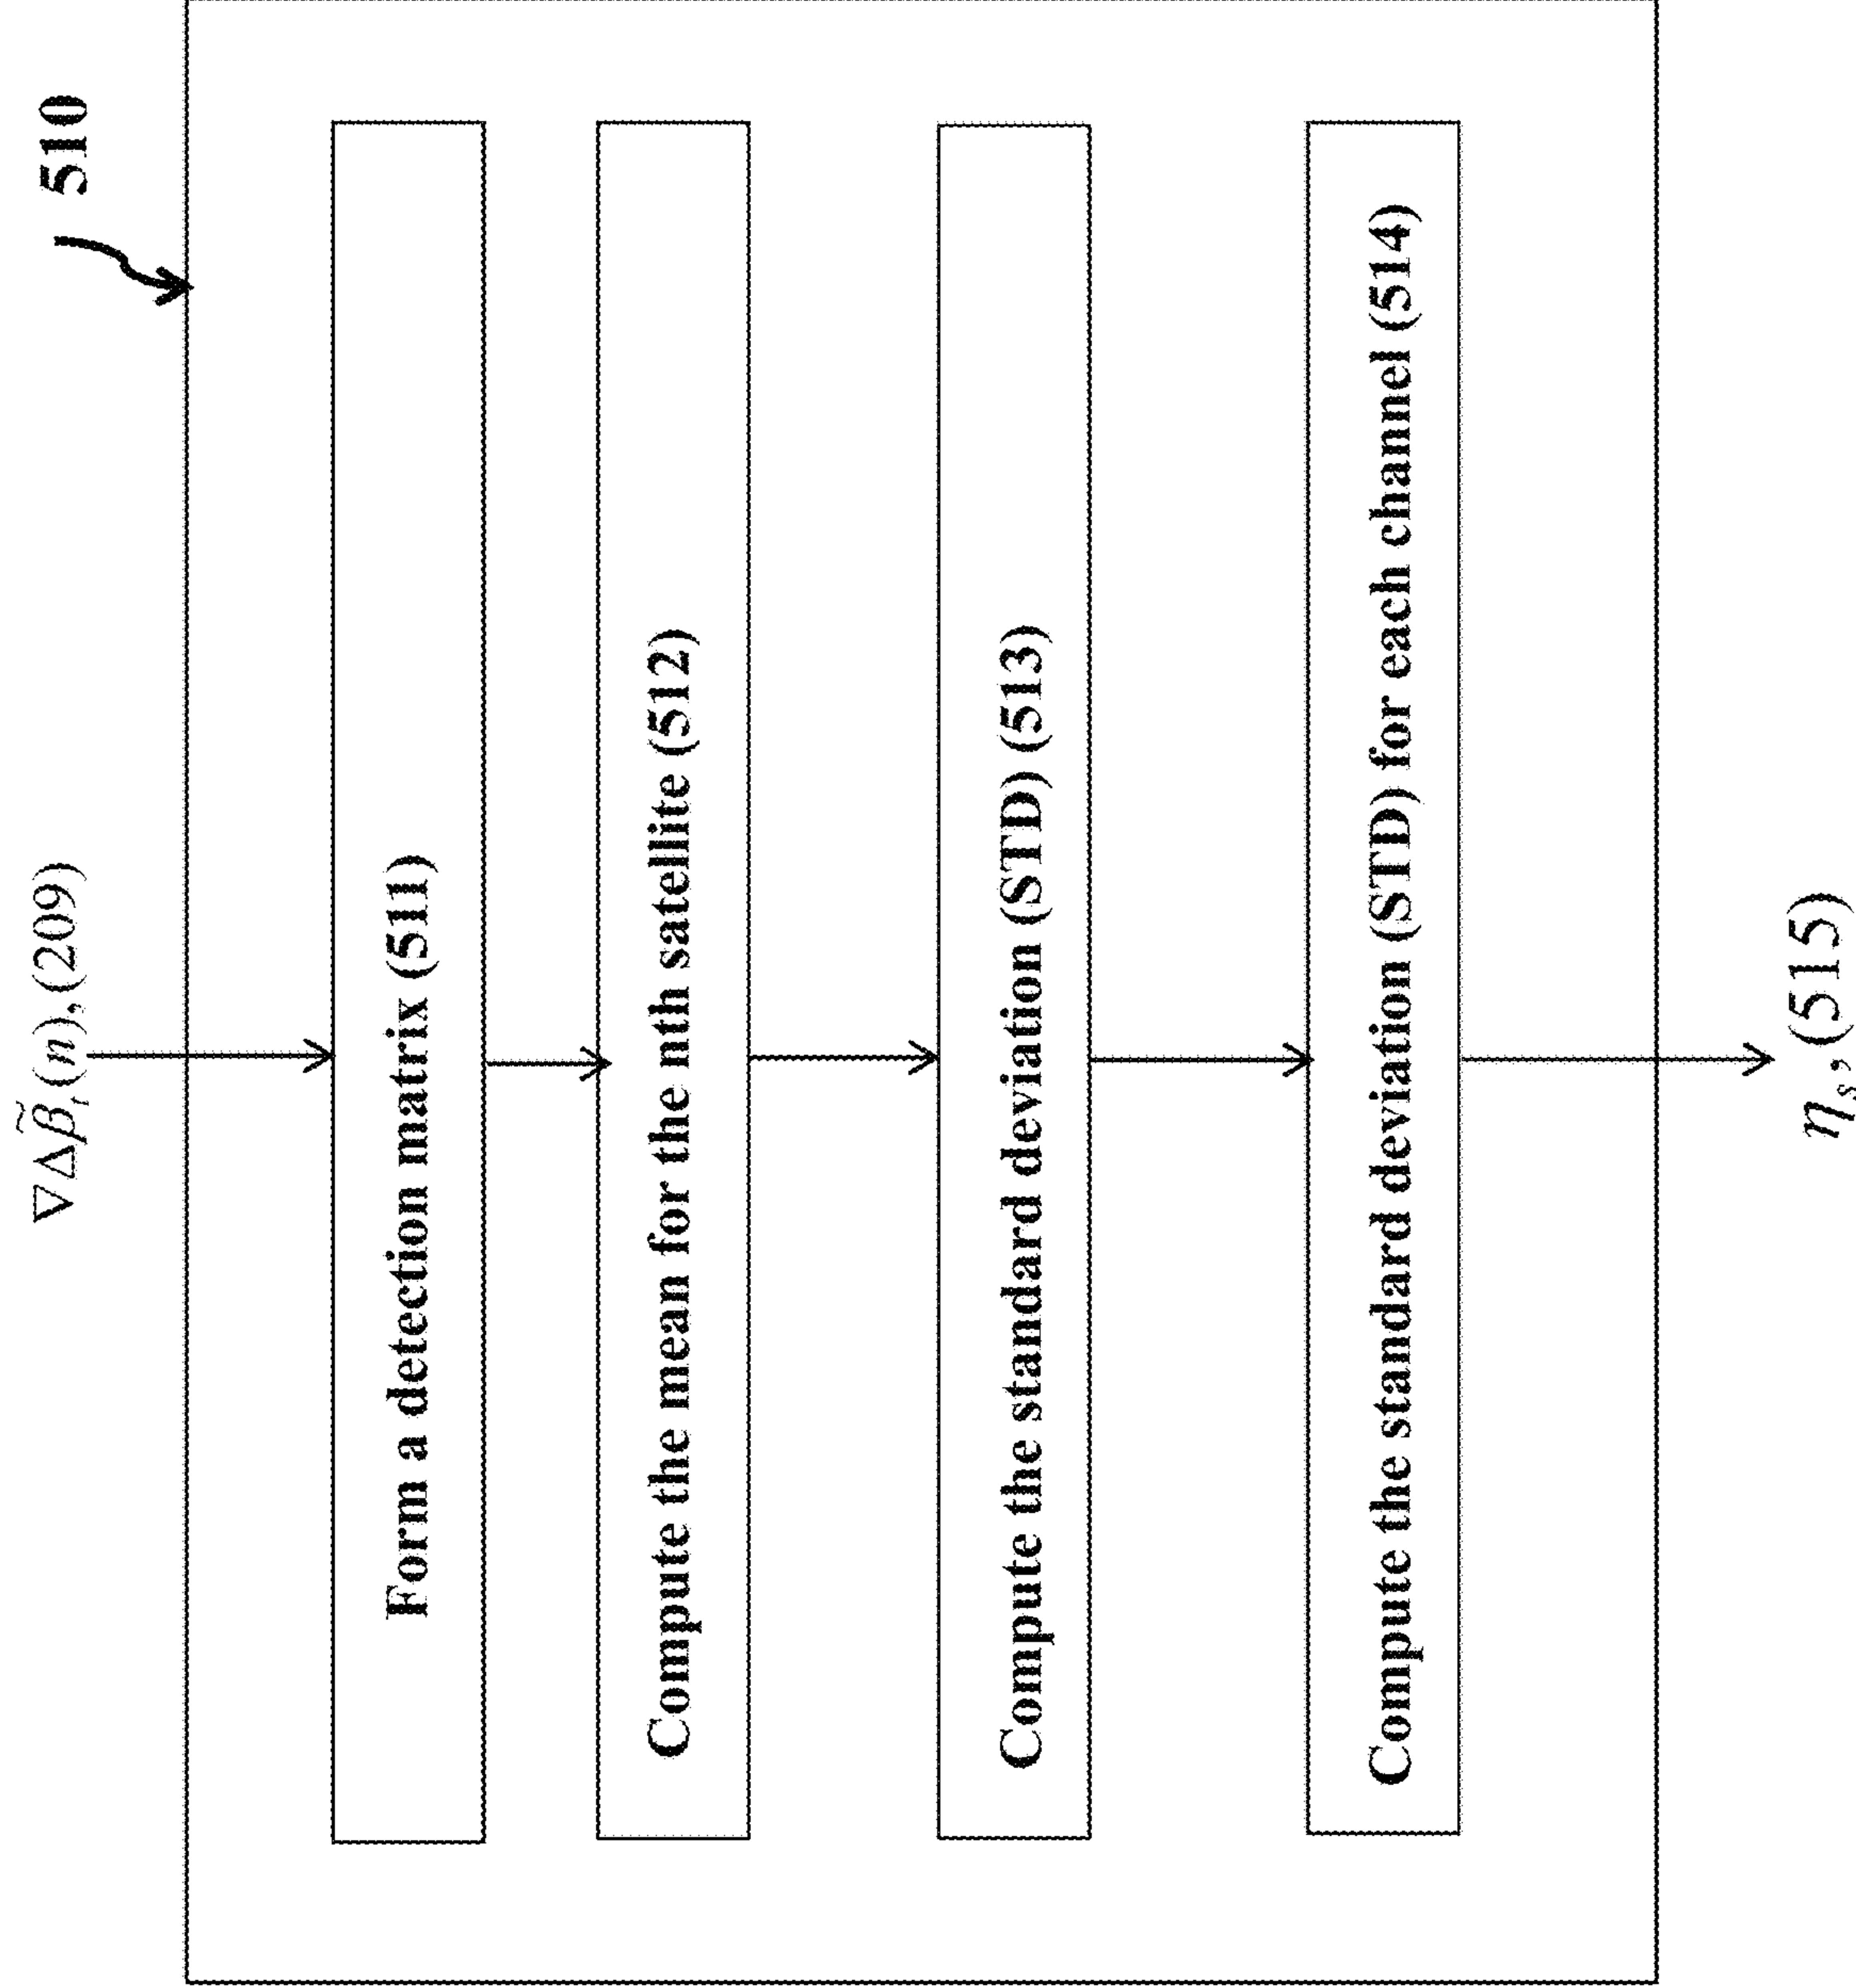 510
∇Δβ̃ₜ(n),(209)
Form a detection matrix (511)
Compute the mean for the nth satellite (512)
Compute the standard deviation (STD) (513)
Compute the standard deviation (STD) for each channel (514)
ηₛ,(515)